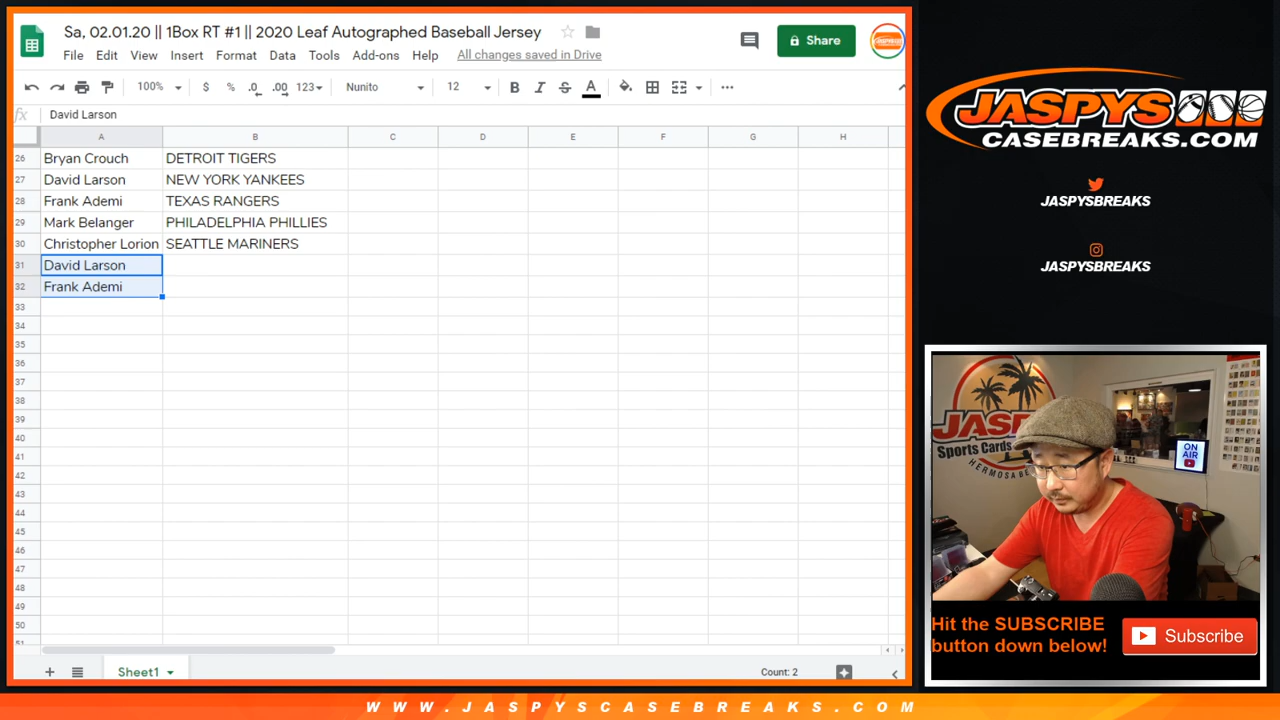 Sa, 02.01.20 || 1Box RT #1 || 2020 Leaf Autographed Baseball Jersey
File Edit View Insert Format Data Tools Add-ons Help All changes saved in Drive
Share
100% $ % .0 .00 123 Nunito 12 B I S A
fx David Larson
A B C D E F G H
26 Bryan Crouch DETROIT TIGERS
27 David Larson NEW YORK YANKEES
28 Frank Ademi TEXAS RANGERS
29 Mark Belanger PHILADELPHIA PHILLIES
30 Christopher Lorion SEATTLE MARINERS
31 David Larson
32 Frank Ademi
33
34
35
36
37
38
39
40
41
42
43
44
45
46
47
48
49
50
51
Sheet1 Count: 2
JASPYS
CASEBREAKS.COM
JASPYSBREAKS
JASPYSBREAKS
JASP
Sports Cards
HERMOSA BE
ON
AIR
Hit the SUBSCRIBE
button down below!
Subscribe
WWW.JASPYSCASEBREAKS.COM